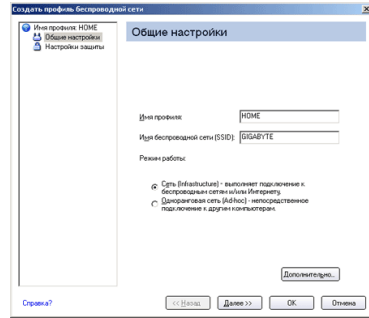 Создать профиль беспроводной сети
Имя профиля: HOME
Общие настройки
Настройки защиты
Общие настройки
Имя профиля: HOME
Имя беспроводной сети (SSID): GIGABYTE
Режим работы:
Сеть (Infrastructure) - выполняет подключение к
беспроводным сетям и/или Интернету.
Одноранговая сеть (Ad-hoc) - непосредственное
подключение к другим компьютерам.
Дополнительно...
Справка? << Назад Далее >> OK Отмена